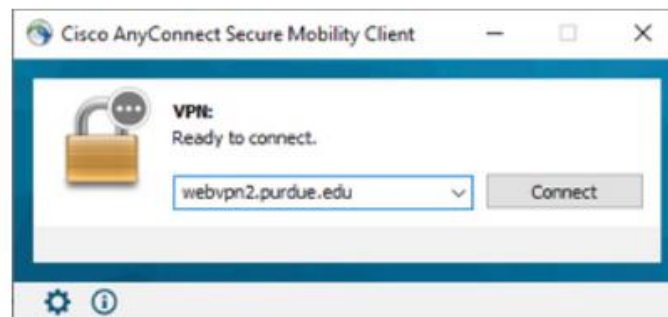 Cisco AnyConnect Secure Mobility Client
VPN:
Ready to connect.
webvpn2.purdue.edu
Connect